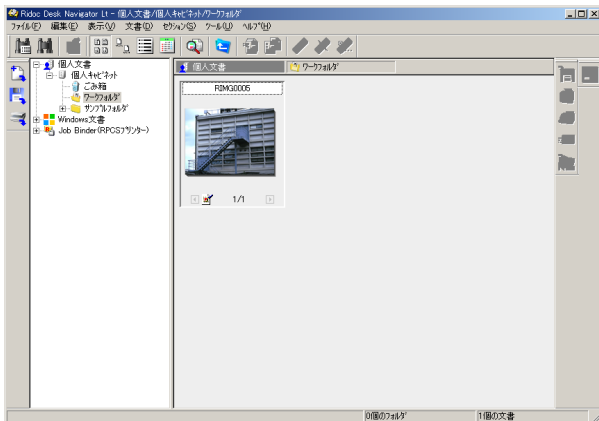 Ridoc Desk Navigator Lt - 個人文書/個人ｷｬﾋﾞﾈｯﾄ/ﾜｰｸﾌｫﾙﾀﾞ
ﾌｧｲﾙ(F) 編集(E) 表示(V) 文書(D) ｾｸｼｮﾝ(S) ﾂｰﾙ(U) ﾍﾙﾌﾟ(H)
個人文書
個人ｷｬﾋﾞﾈｯﾄ
ごみ箱
ﾜｰｸﾌｫﾙﾀﾞ
ｻﾝﾌﾟﾙﾌｫﾙﾀﾞ
Windows文書
Job Binder(RPCSﾌﾟﾘﾝﾀｰ)
個人文書 ﾜｰｸﾌｫﾙﾀﾞ
RIMG0005
1/1
0個のﾌｫﾙﾀﾞ 1個の文書